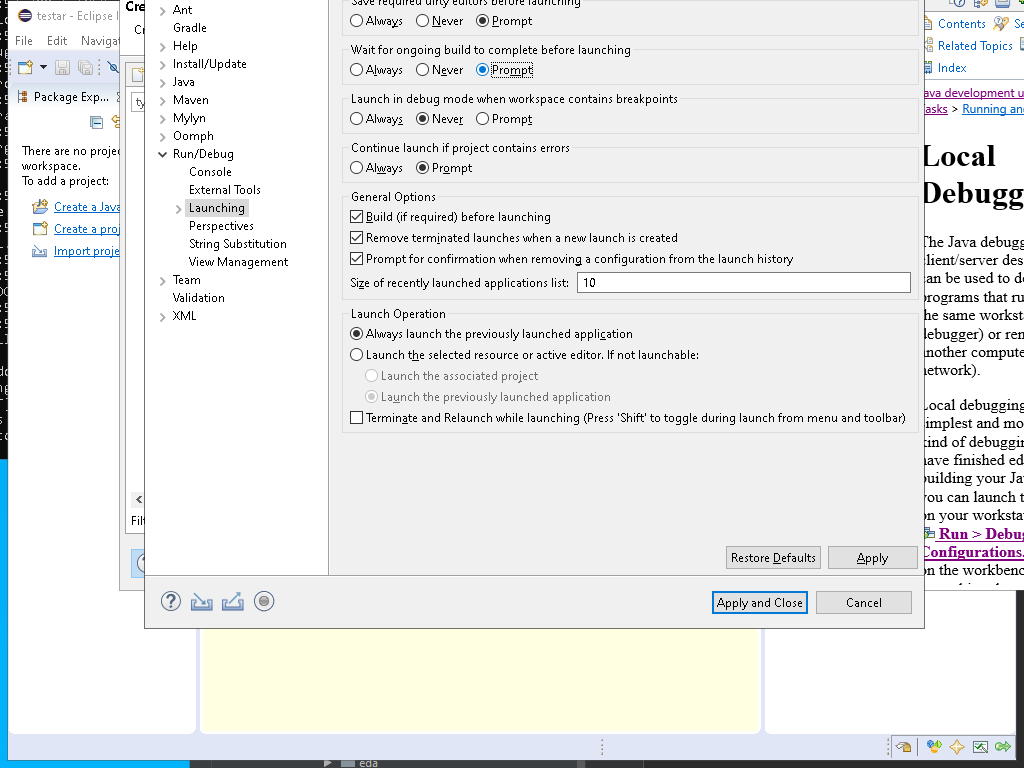 testar - Eclipse I
File Edit Navigat
Package Exp...
There are no projec
workspace.
To add a project:
Create a Java
Create a proj
Import proje
Cre
Cr
ty
Filt
Ant
Gradle
Help
Install/Update
Java
Maven
Mylyn
Oomph
Run/Debug
Console
External Tools
Launching
Perspectives
String Substitution
View Management
Team
Validation
XML
Save required dirty editors before launching
Always Never Prompt
Wait for ongoing build to complete before launching
Always Never Prompt
Launch in debug mode when workspace contains breakpoints
Always Never Prompt
Continue launch if project contains errors
Always Prompt
General Options
Build (if required) before launching
Remove terminated launches when a new launch is created
Prompt for confirmation when removing a configuration from the launch history
Size of recently launched applications list: 10
Launch Operation
Always launch the previously launched application
Launch the selected resource or active editor. If not launchable:
Launch the associated project
Launch the previously launched application
Terminate and Relaunch while launching (Press 'Shift' to toggle during launch from menu and toolbar)
Restore Defaults Apply
Apply and Close Cancel
Contents Se
Related Topics
Index
ava development u
asks > Running and
Local
Debugg
The Java debugg
client/server des
can be used to de
programs that ru
the same worksta
debugger) or rem
another compute
network).
Local debugging
simplest and mo
kind of debuggin
have finished ed
building your Jav
you can launch t
on your worksta
Run > Debug
Configurations.
on the workbenc
eda